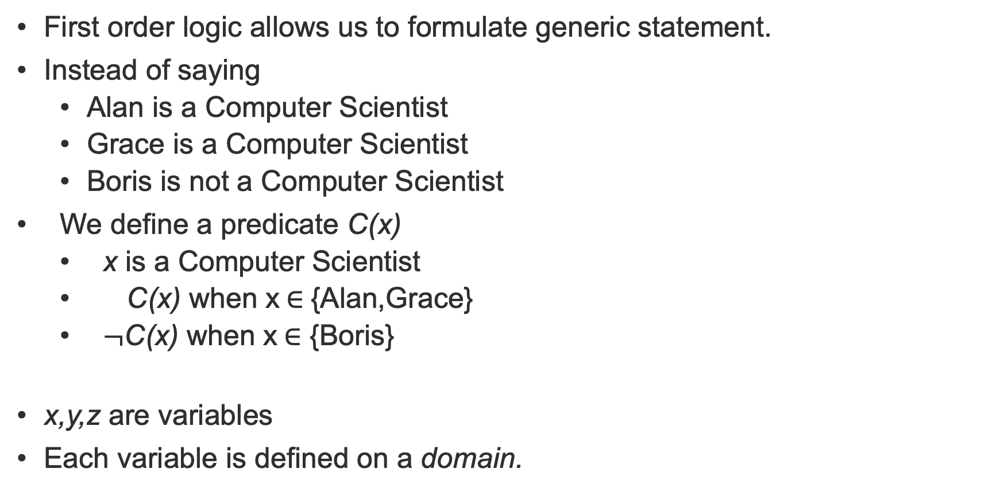 • First order logic allows us to formulate generic statement.
• Instead of saying
• Alan is a Computer Scientist
• Grace is a Computer Scientist
• Boris is not a Computer Scientist
• We define a predicate C(x)
• x is a Computer Scientist
• C(x) when x ∈ {Alan,Grace}
• ¬C(x) when x ∈ {Boris}
• x,y,z are variables
• Each variable is defined on a domain.